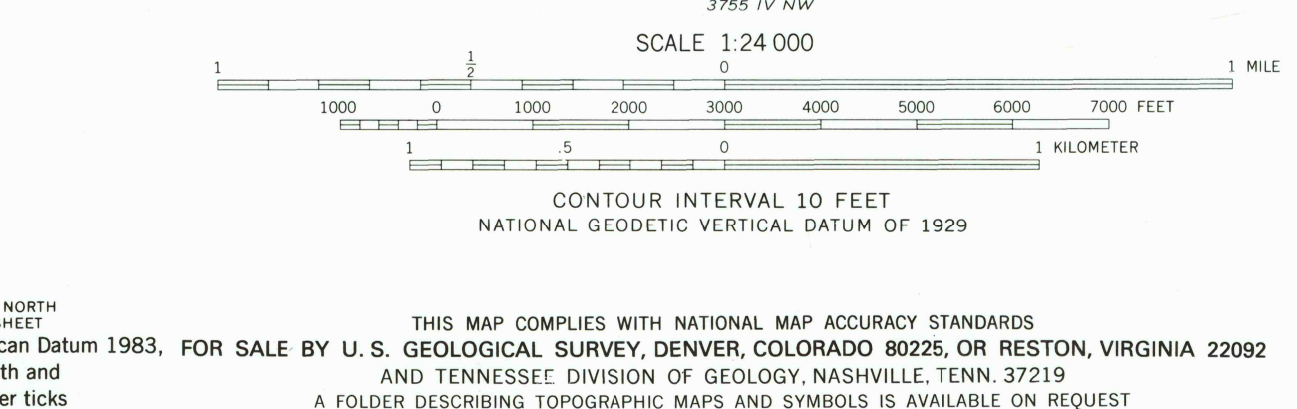 3755 IV NW
SCALE 1:24 000
1 1/2 0 1 MILE
1000 0 1000 2000 3000 4000 5000 6000 7000 FEET
1 .5 0 1 KILOMETER
CONTOUR INTERVAL 10 FEET
NATIONAL GEODETIC VERTICAL DATUM OF 1929
NORTH
THIS MAP COMPLIES WITH NATIONAL MAP ACCURACY STANDARDS
Datum 1983,
FOR SALE BY U. S. GEOLOGICAL SURVEY, DENVER, COLORADO 80225, OR RESTON, VIRGINIA 22092
and
AND TENNESSEE DIVISION OF GEOLOGY, NASHVILLE, TENN. 37219
ticks
A FOLDER DESCRIBING TOPOGRAPHIC MAPS AND SYMBOLS IS AVAILABLE ON REQUEST